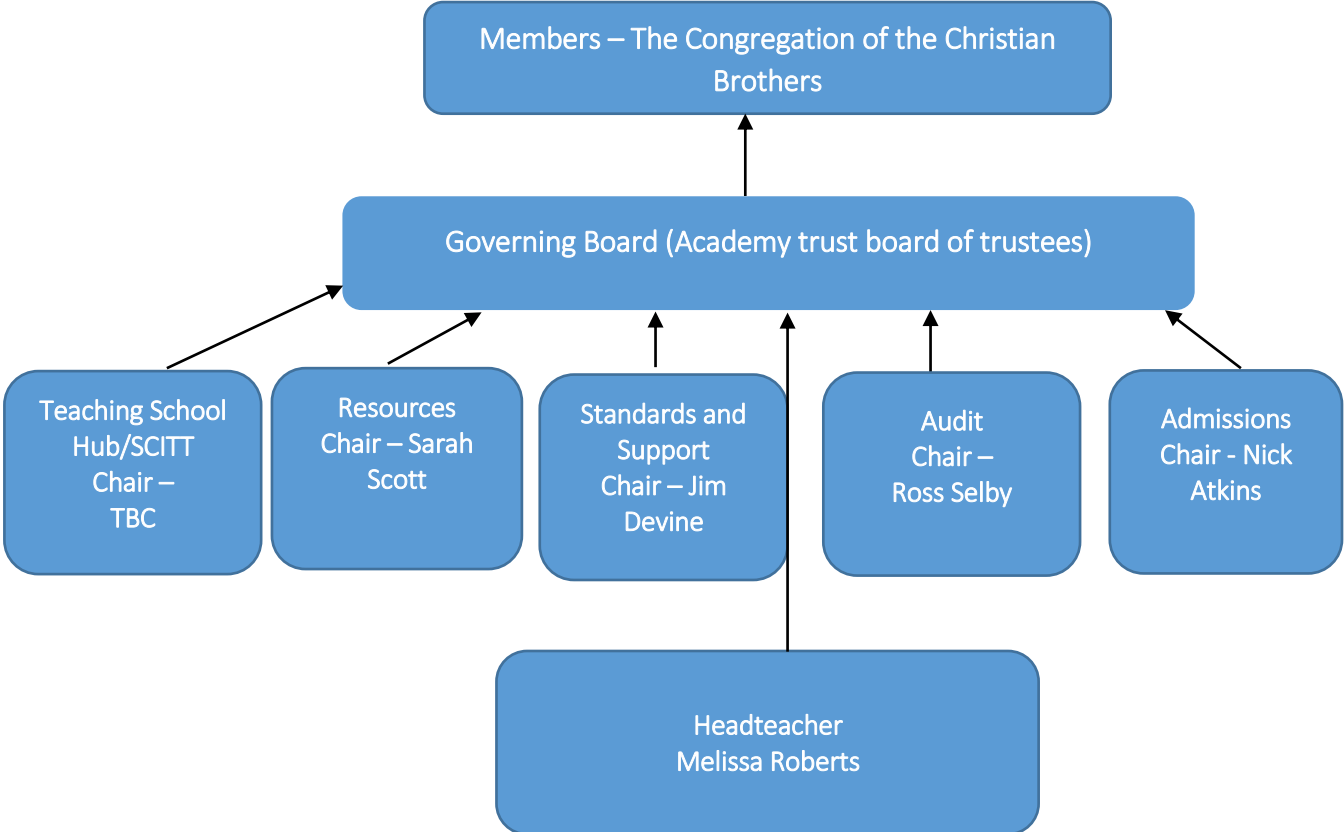 Members – The Congregation of the Christian
Brothers
Governing Board (Academy trust board of trustees)
Teaching School
Hub/SCITT
Chair –
TBC
Resources
Chair – Sarah
Scott
Standards and
Support
Chair – Jim
Devine
Audit
Chair –
Ross Selby
Admissions
Chair - Nick
Atkins
Headteacher
Melissa Roberts